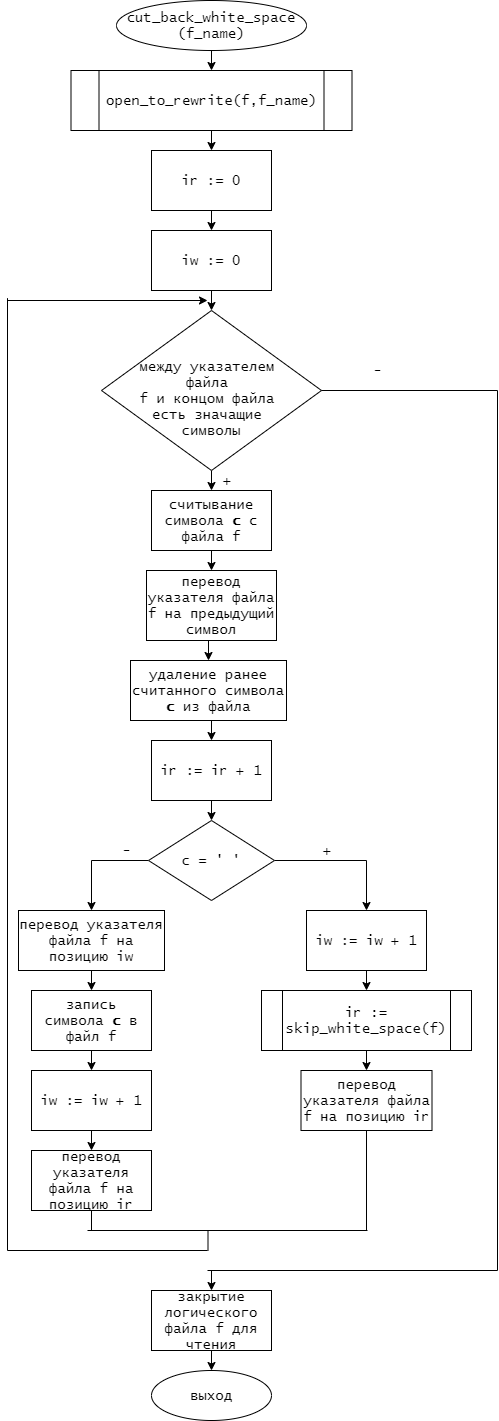 cut_back_white_space
(f_name)
open_to_rewrite(f,f_name)
ir := 0
iw := 0
между указателем
файла
f и концом файла
есть значащие
символы
-
+
считывание
символа c с
файла f
перевод
указателя файла
f на предыдущий
символ
удаление ранее
считанного символа
c из файла
ir := ir + 1
c = ' '
-
+
перевод указателя
файла f на
позицию iw
запись
символа c в
файл f
iw := iw + 1
перевод
указателя
файла f на
позицию ir
iw := iw + 1
ir :=
skip_white_space(f)
перевод
указателя файла
f на позицию ir
закрытие
логического
файла f для
чтения
выход